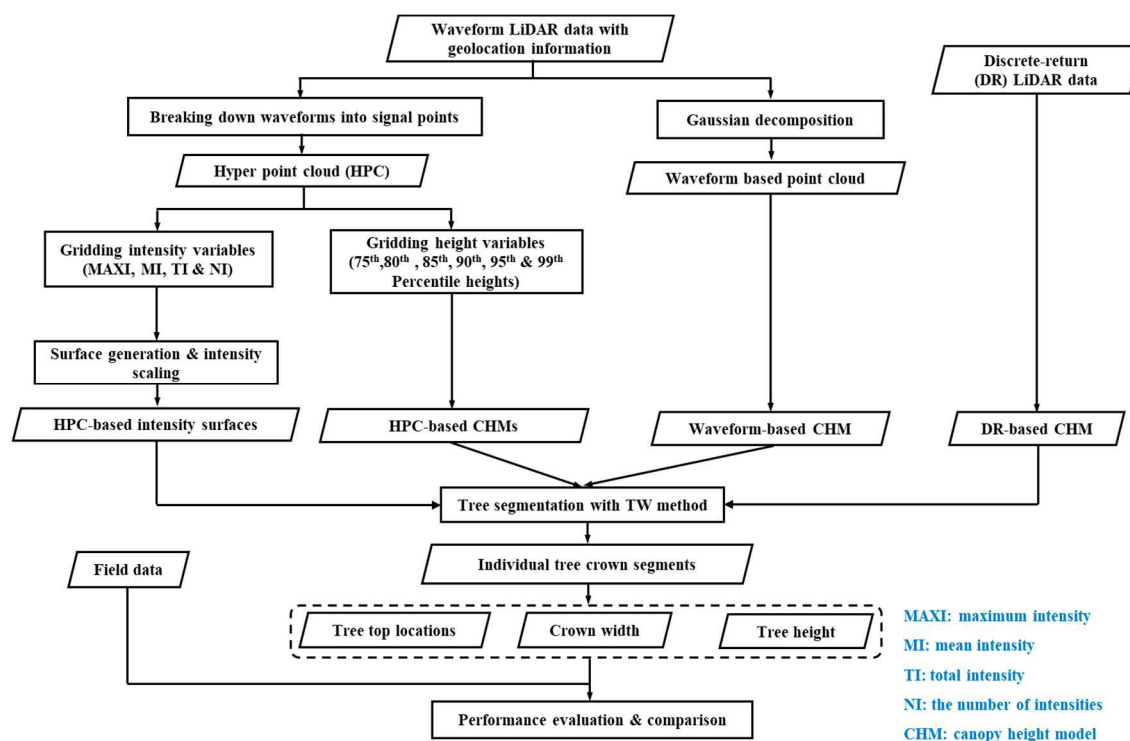 Waveform LiDAR data with
geolocation information
Discrete-return
(DR) LiDAR data
Breaking down waveforms into signal points
Gaussian decomposition
Hyper point cloud (HPC)
Waveform based point cloud
Gridding intensity variables
(MAXI, MI, TI & NI)
Gridding height variables
(75th,80th , 85th, 90th, 95th & 99th
Percentile heights)
Surface generation & intensity
scaling
HPC-based intensity surfaces
HPC-based CHMs
Waveform-based CHM
DR-based CHM
Tree segmentation with TW method
Field data
Individual tree crown segments
Tree top locations
Crown width
Tree height
Performance evaluation & comparison
MAXI: maximum intensity
MI: mean intensity
TI: total intensity
NI: the number of intensities
CHM: canopy height model